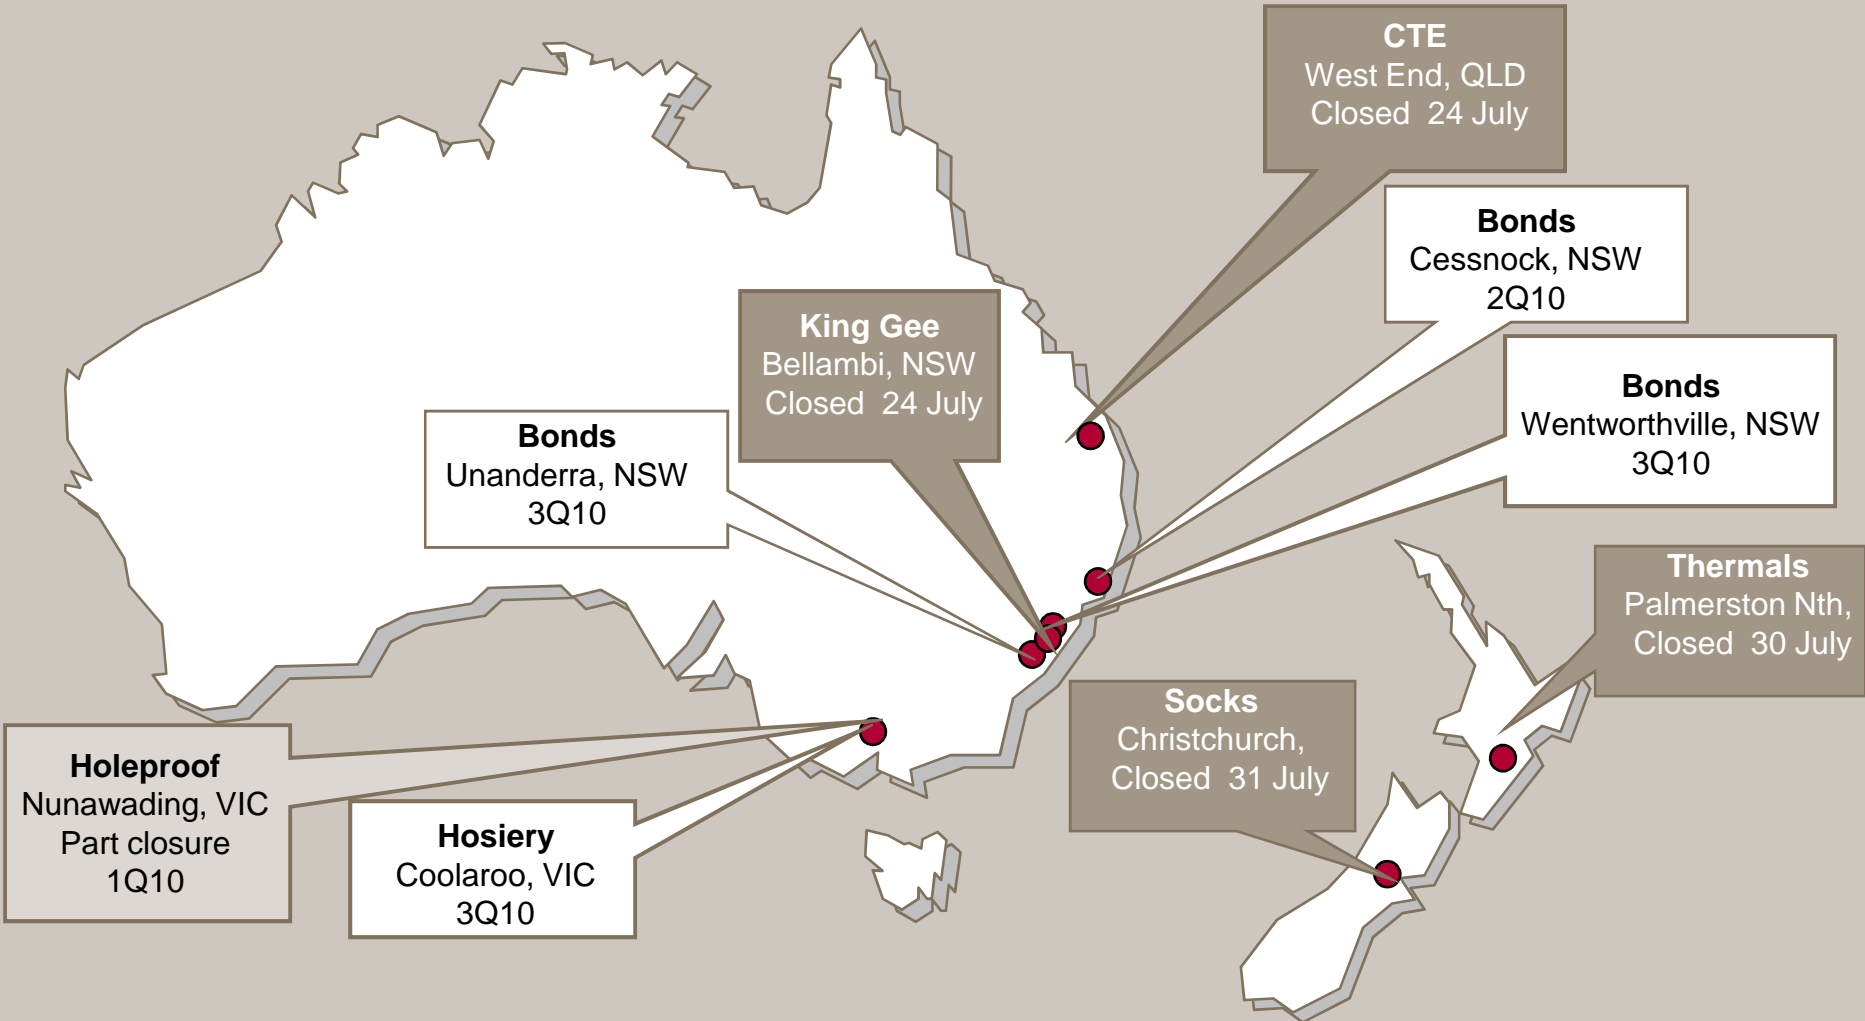 CTE
West End, QLD
Closed 24 July
Bonds
Cessnock, NSW
2Q10
King Gee
Bellambi, NSW
Closed 24 July
Bonds
Wentworthville, NSW
3Q10
Bonds
Unanderra, NSW
3Q10
Thermals
Palmerston Nth,
Closed 30 July
Socks
Christchurch,
Closed 31 July
Holeproof
Nunawading, VIC
Part closure
1Q10
Hosiery
Coolaroo, VIC
3Q10